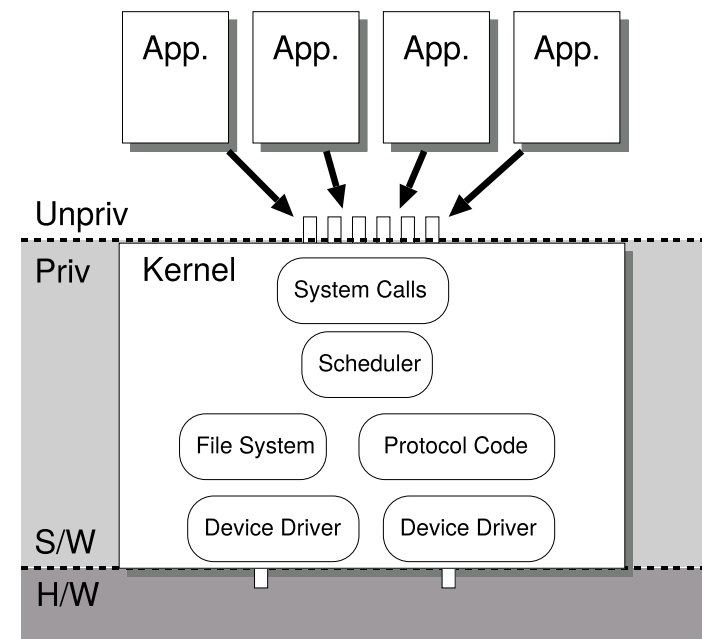 App.
App.
App.
App.
Unpriv
Priv
Kernel
System Calls
Scheduler
File System
Protocol Code
Device Driver
Device Driver
S/W
H/W